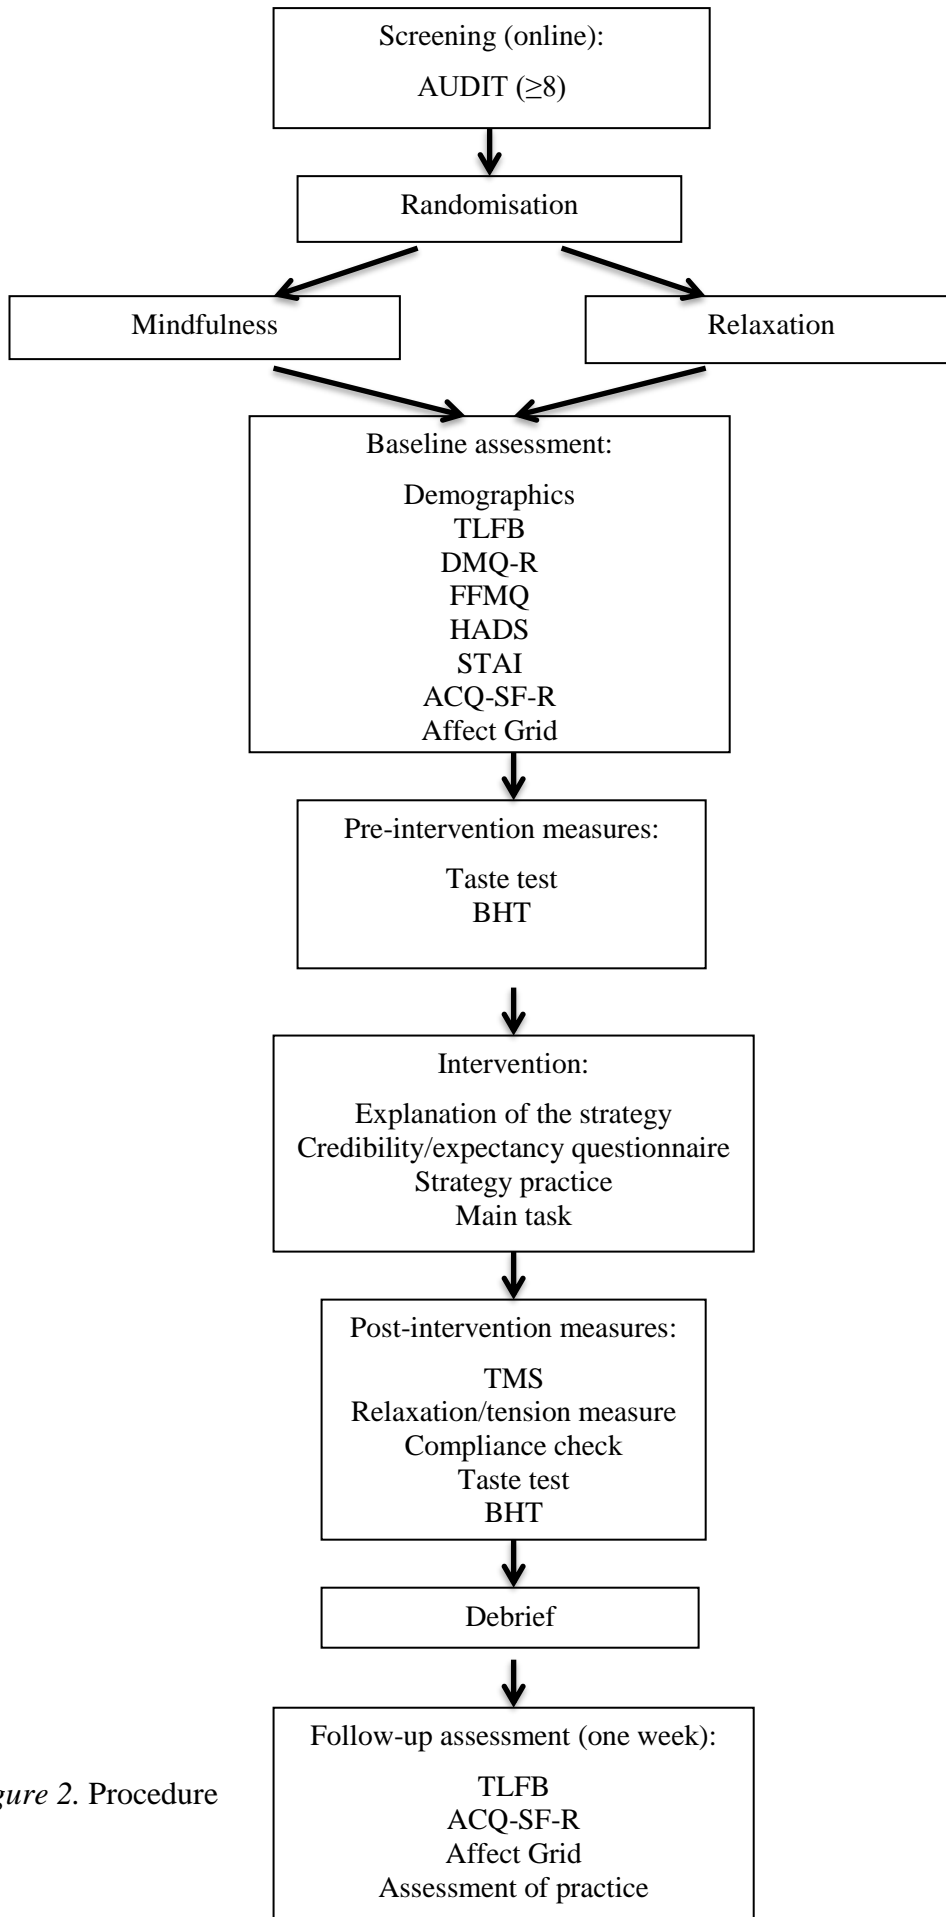 Screening (online):
AUDIT (≥8)
Randomisation
Mindfulness
Relaxation
Baseline assessment:
Demographics
TLFB
DMQ-R
FFMQ
HADS
STAI
ACQ-SF-R
Affect Grid
Pre-intervention measures:
Taste test
BHT
Intervention:
Explanation of the strategy
Credibility/expectancy questionnaire
Strategy practice
Main task
Post-intervention measures:
TMS
Relaxation/tension measure
Compliance check
Taste test
BHT
Debrief
Follow-up assessment (one week):
TLFB
ACQ-SF-R
Affect Grid
Assessment of practice
gure 2. Procedure